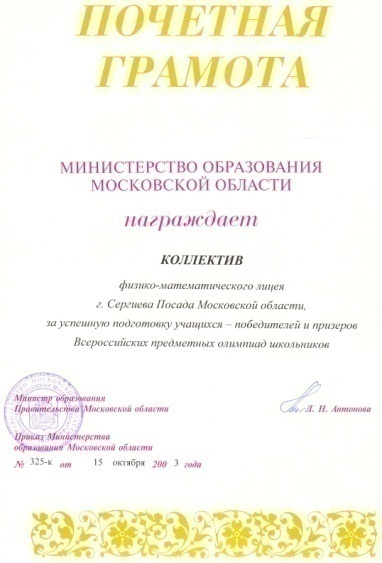 ПОЧЕТНАЯ
ГРАМОТА
МИНИСТЕРСТВО ОБРАЗОВАНИЯ
МОСКОВСКОЙ ОБЛАСТИ
награждает
КОЛЛЕКТИВ
физико-математического лицея
г. Сергиева Посада Московской области,
за успешную подготовку учащихся – победителей и призеров
Всероссийских предметных олимпиад школьников
Министр образования
Правительства Московской области
Л. Н. Антонова
Приказ Министерства
образования Московской области
№ 325-к от 15 октября 2003 года